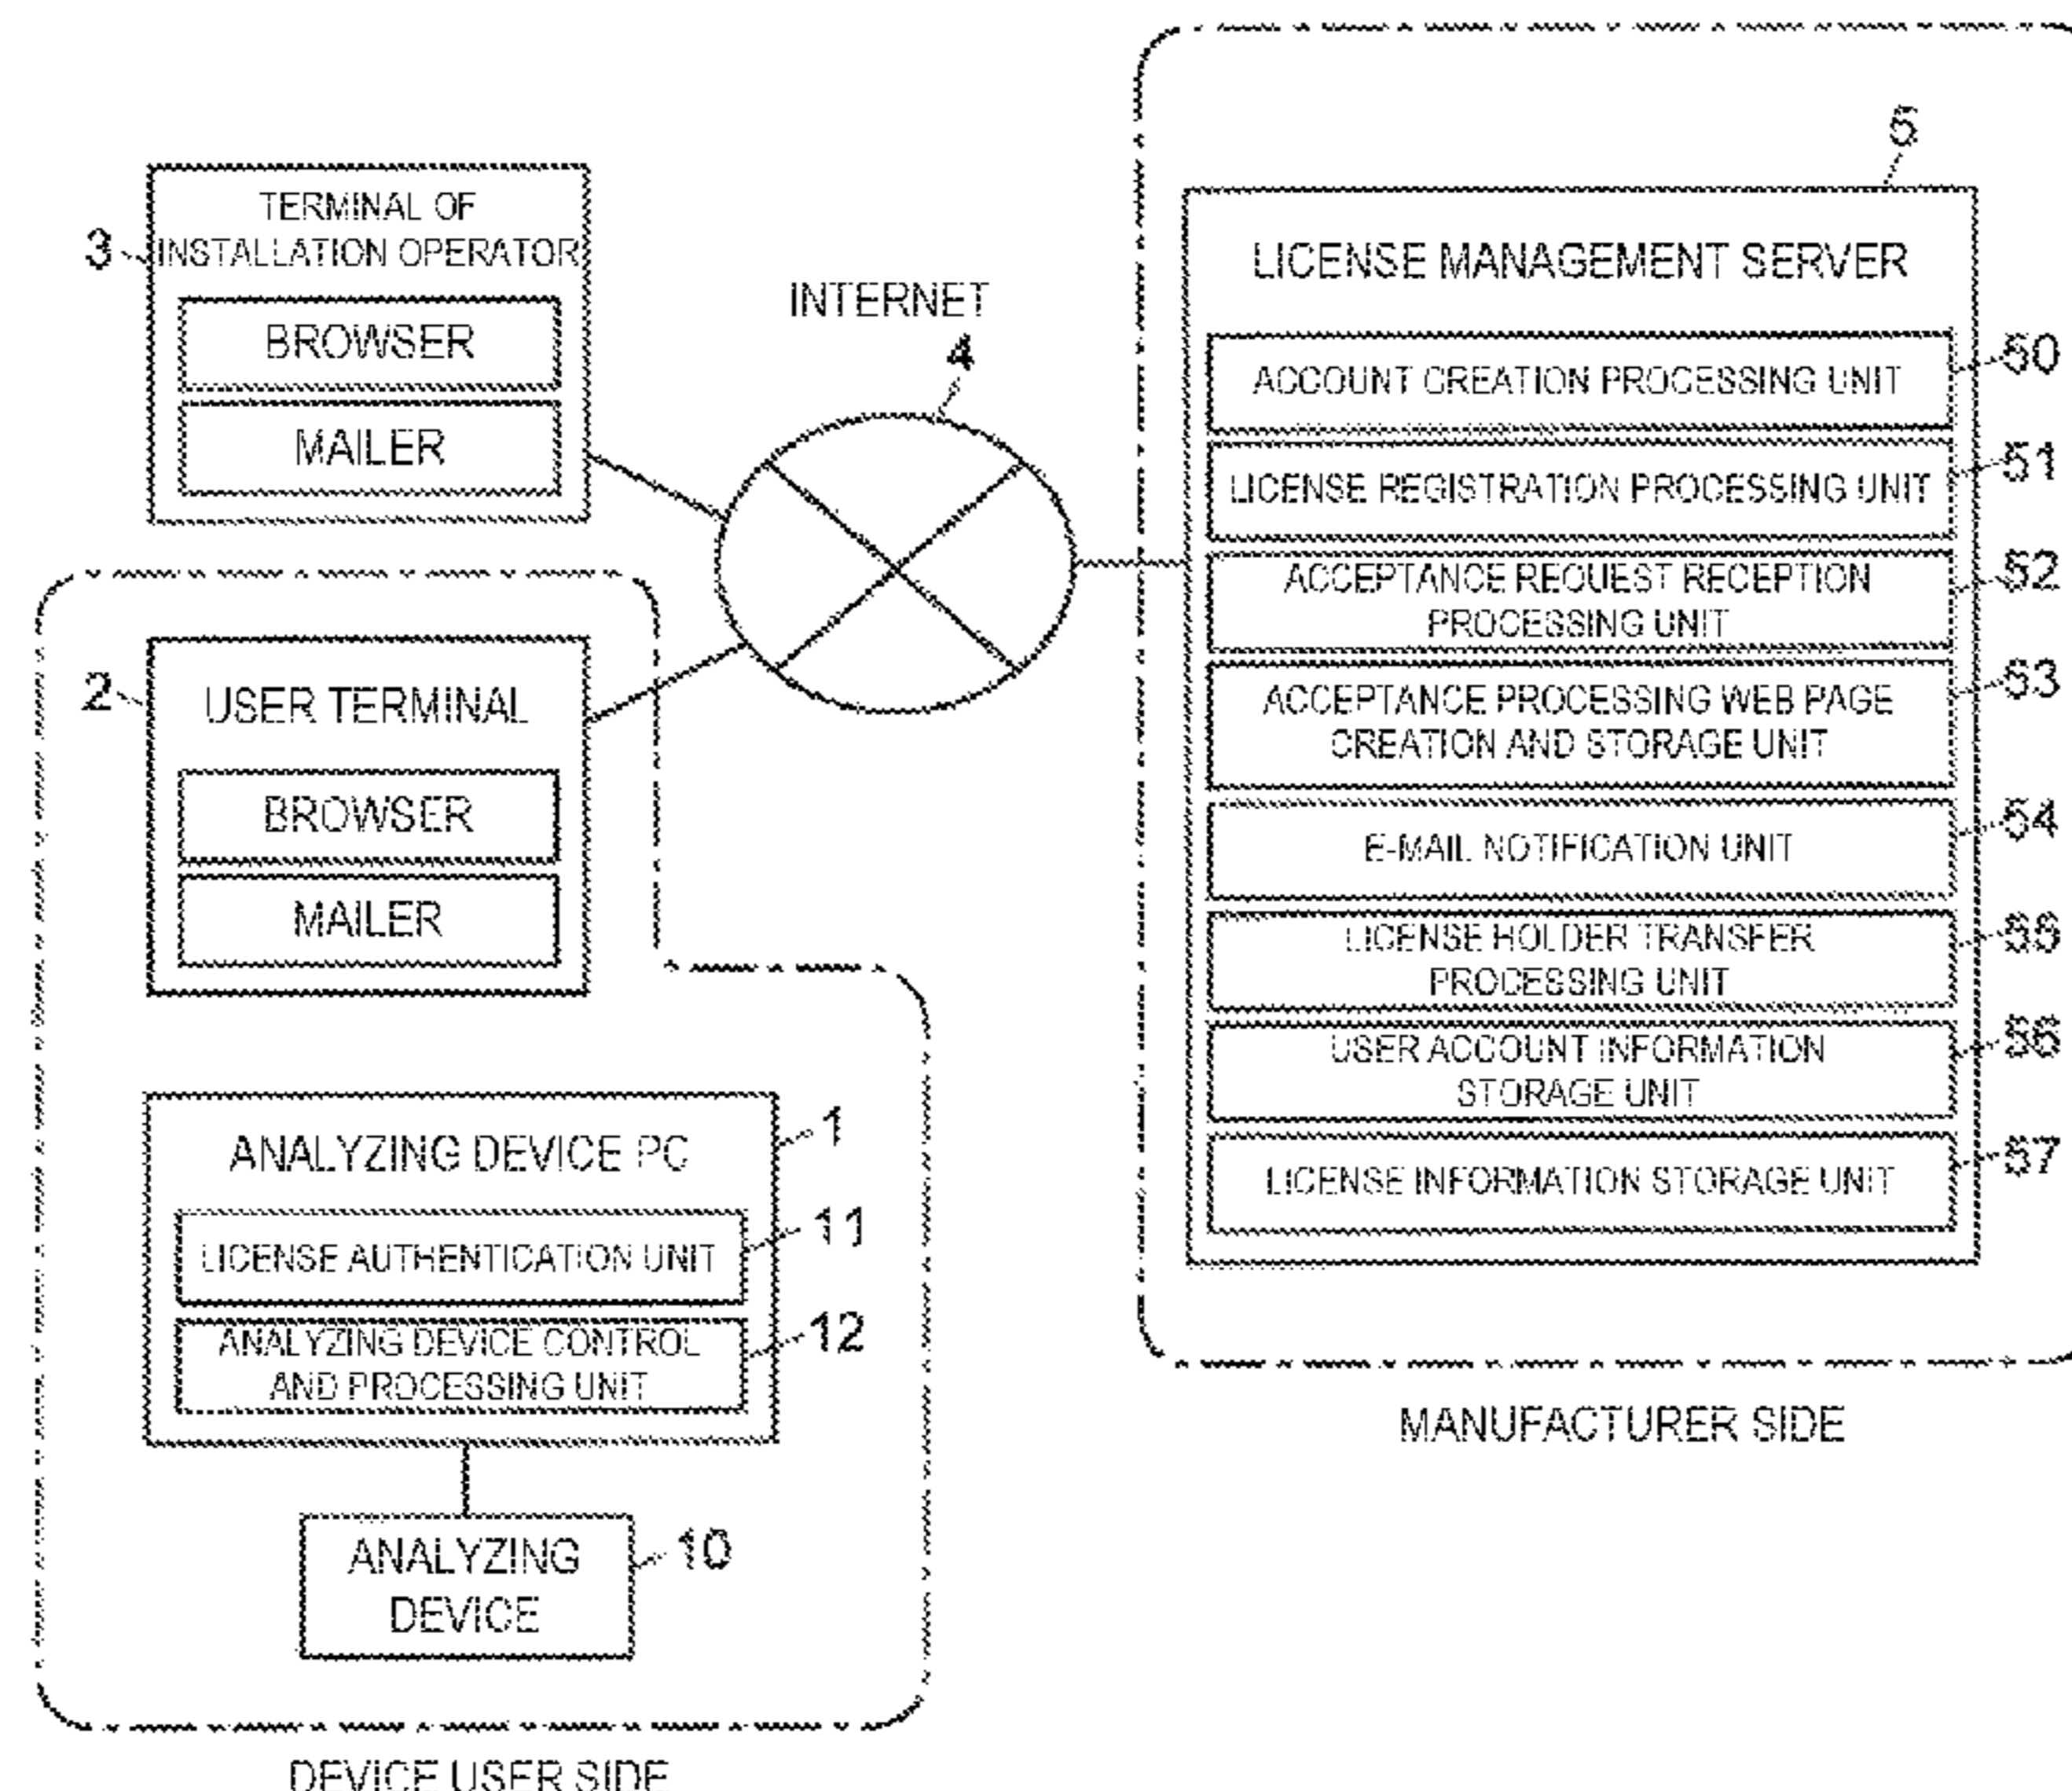 TERMINAL OF
INSTALLATION OPERATOR
3
BROWSER
MAILER
2
USER TERMINAL
BROWSER
MAILER
ANALYZING DEVICE PC
1
LICENSE AUTHENTICATION UNIT
11
ANALYZING DEVICE CONTROL
AND PROCESSING UNIT
12
ANALYZING
DEVICE
10
DEVICE USER SIDE
INTERNET
4
5
LICENSE MANAGEMENT SERVER
ACCOUNT CREATION PROCESSING UNIT
50
LICENSE REGISTRATION PROCESSING UNIT
51
ACCEPTANCE REQUEST RECEPTION
PROCESSING UNIT
52
ACCEPTANCE PROCESSING WEB PAGE
CREATION AND STORAGE UNIT
53
E-MAIL NOTIFICATION UNIT
54
LICENSE HOLDER TRANSFER
PROCESSING UNIT
55
USER ACCOUNT INFORMATION
STORAGE UNIT
56
LICENSE INFORMATION STORAGE UNIT
57
MANUFACTURER SIDE